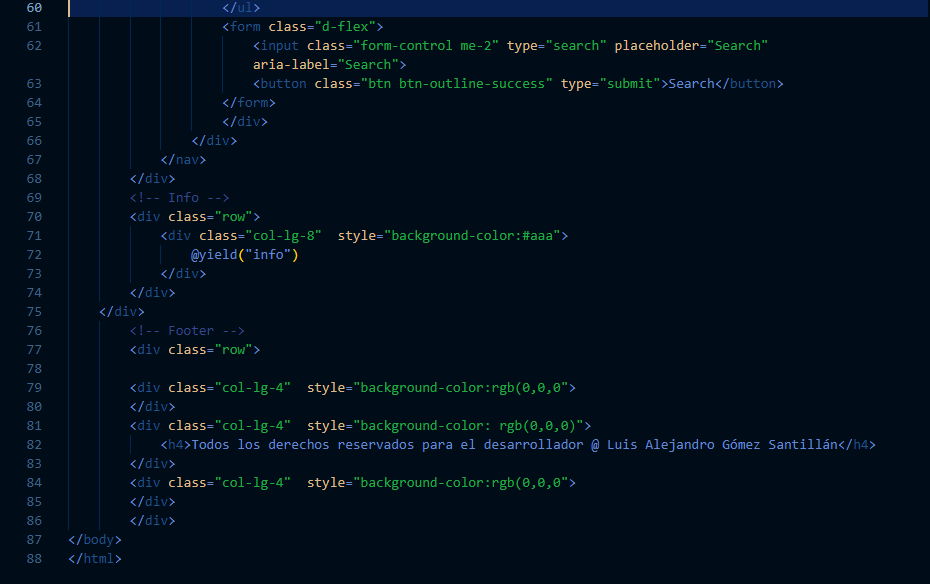 60                         </ul>
61                         <form class="d-flex">
62                             <input class="form-control me-2" type="search" placeholder="Search"
                               aria-label="Search">
63                             <button class="btn btn-outline-success" type="submit">Search</button>
64                         </form>
65                         </div>
66                     </div>
67                 </nav>
68             </div>
69             <!-- Info -->
70             <div class="row">
71                 <div class="col-lg-8"  style="background-color:#aaa">
72                     @yield("info")
73                 </div>
74             </div>
75         </div>
76             <!-- Footer -->
77             <div class="row">
78
79             <div class="col-lg-4"  style="background-color:rgb(0,0,0">
80             </div>
81             <div class="col-lg-4"  style="background-color: rgb(0,0,0)">
82                 <h4>Todos los derechos reservados para el desarrollador @ Luis Alejandro Gómez Santillán</h4>
83             </div>
84             <div class="col-lg-4"  style="background-color:rgb(0,0,0">
85             </div>
86             </div>
87     </body>
88     </html>